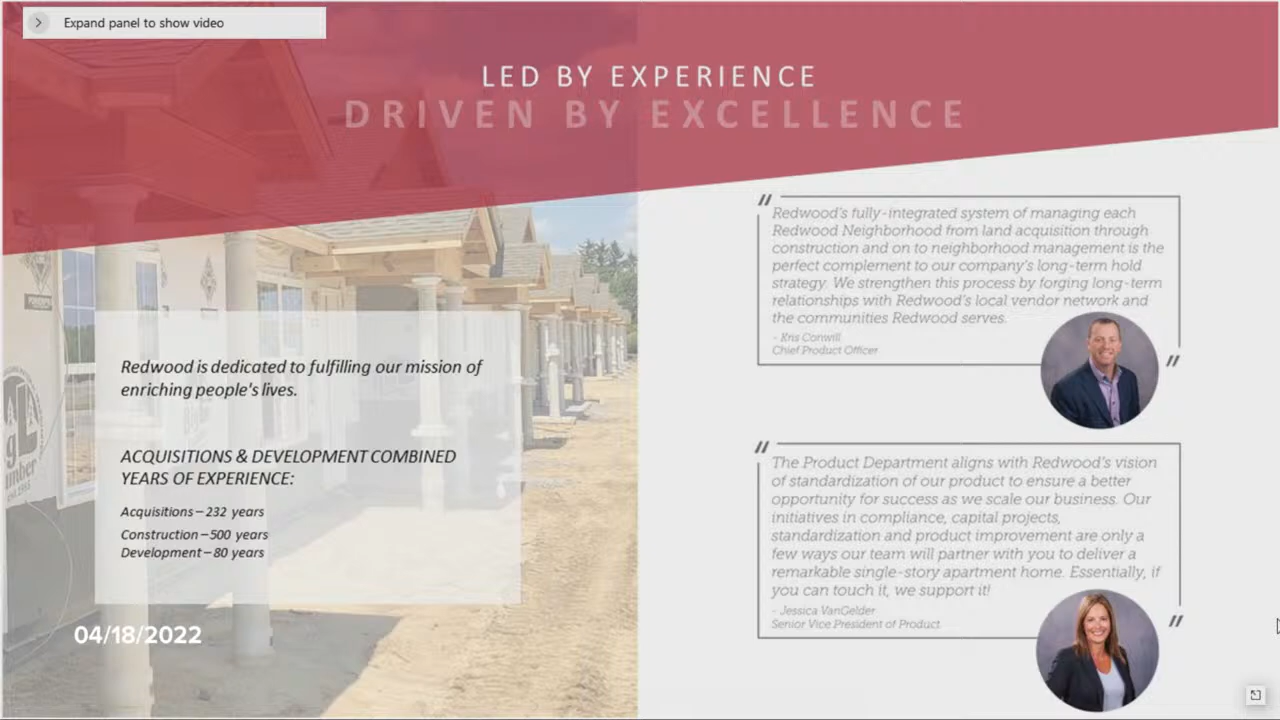 Expand panel to show video
LED BY EXPERIENCE
DRIVEN BY EXCELLENCE
"
Redwood's fully-integrated system of managing each
Redwood Neighborhood from land acquisition through
construction and on to neighborhood management is the
perfect complement to our company's long-term hold
strategy. We strengthen this process by forging long-term
relationships with Redwood's local vendor network and
the communities Redwood serves.
- Kris Conwill
Chief Product Officer
"
Redwood is dedicated to fulfilling our mission of
enriching people's lives.
ACQUISITIONS & DEVELOPMENT COMBINED
YEARS OF EXPERIENCE:
Acquisitions – 232 years
Construction – 500 years
Development – 80 years
"
The Product Department aligns with Redwood's vision
of standardization of our product to ensure a better
opportunity for success as we scale our business. Our
initiatives in compliance, capital projects,
standardization and product improvement are only a
few ways our team will partner with you to deliver a
remarkable single-story apartment home. Essentially, if
you can touch it, we support it!
- Jessica VanGelder
Senior Vice President of Product
"
04/18/2022